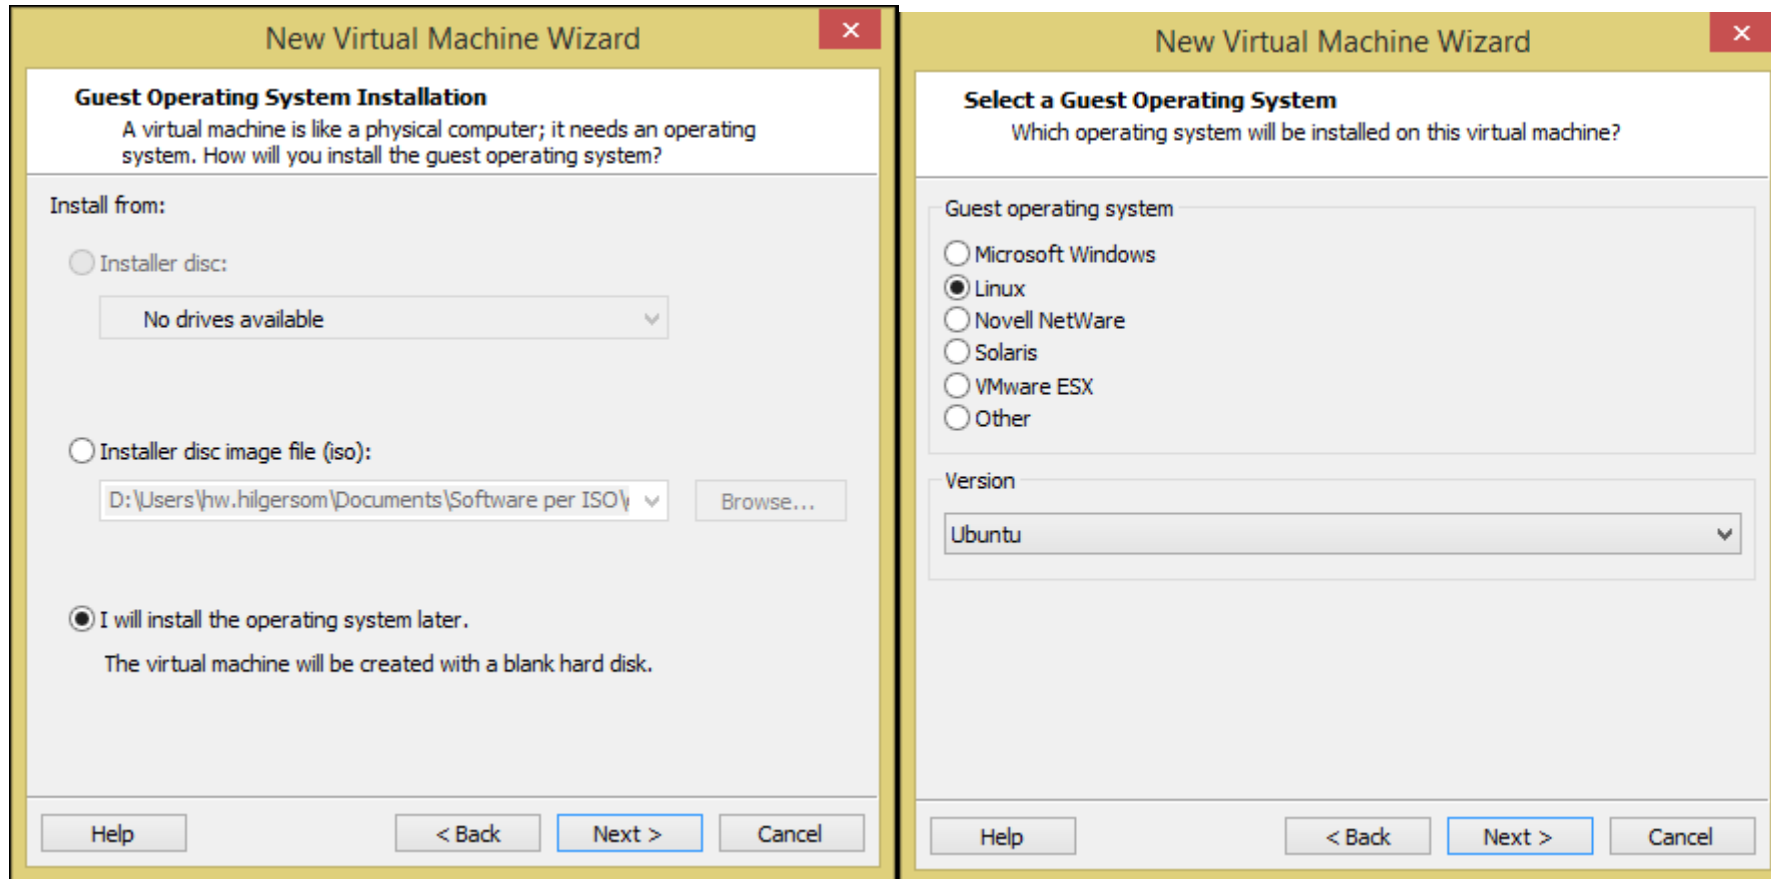 New Virtual Machine Wizard
Guest Operating System Installation
A virtual machine is like a physical computer; it needs an operating
system. How will you install the guest operating system?
Install from:
Installer disc:
No drives available
Installer disc image file (iso):
D:\Users\hw.hilgersom\Documents\Software per ISO\
Browse...
I will install the operating system later.
The virtual machine will be created with a blank hard disk.
Help
< Back
Next >
Cancel
New Virtual Machine Wizard
Select a Guest Operating System
Which operating system will be installed on this virtual machine?
Guest operating system
Microsoft Windows
Linux
Novell NetWare
Solaris
VMware ESX
Other
Version
Ubuntu
Help
< Back
Next >
Cancel